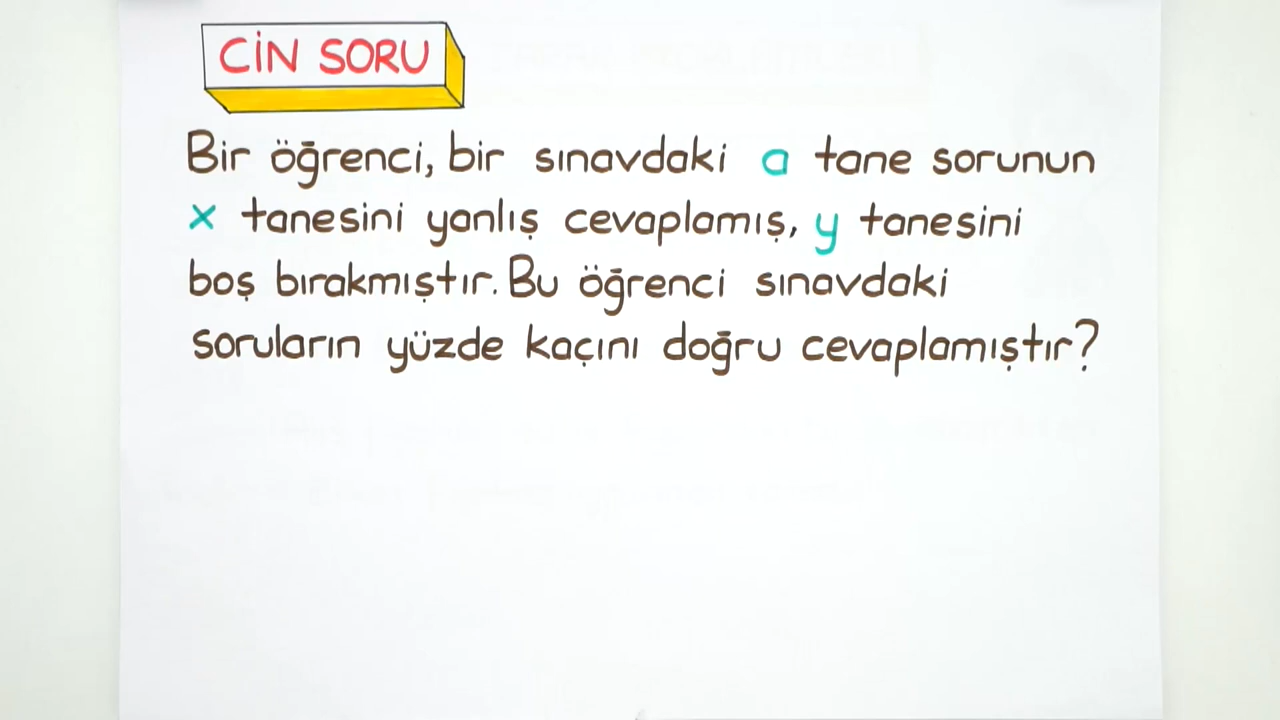 CİN SORU
Bir öğrenci, bir sınavdaki a tane sorunun
x tanesini yanlış cevaplamış, y tanesini
boş bırakmıştır. Bu öğrenci sınavdaki
soruların yüzde kaçını doğru cevaplamıştır?